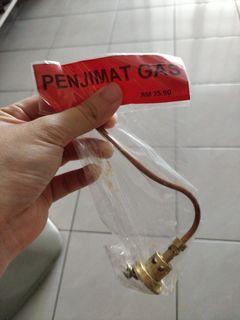 PENJIMAT GAS
RM 25.90